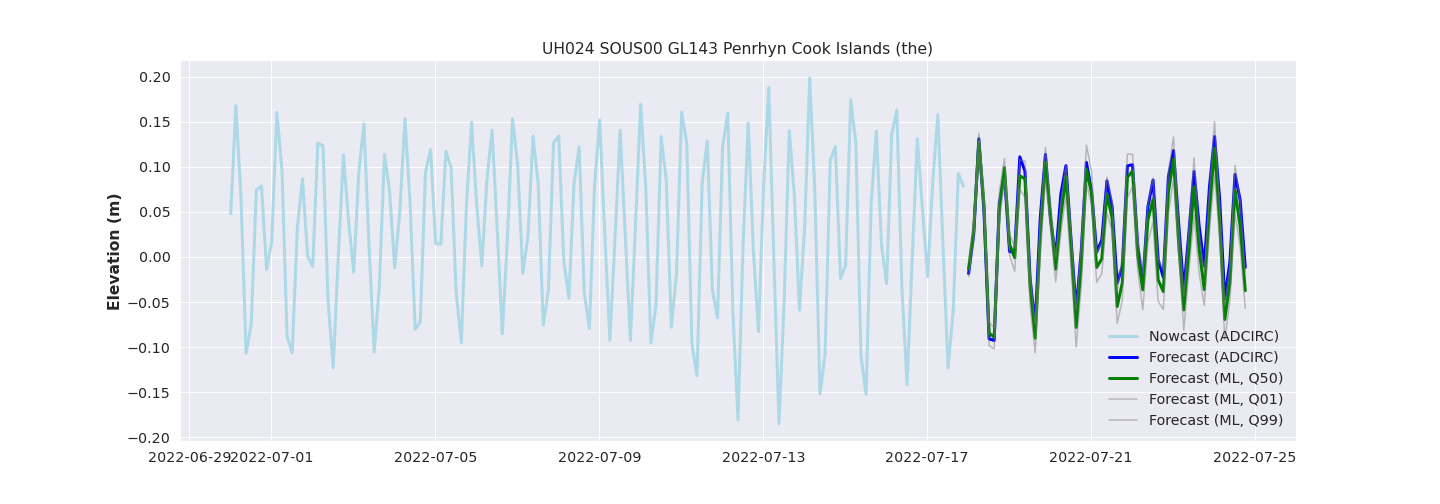 UH024 SOUS00 GL143 Penrhyn Cook Islands (the)
Elevation (m)
0.20
0.15
0.10
0.05
0.00
−0.05
−0.10
−0.15
−0.20
Nowcast (ADCIRC)
Forecast (ADCIRC)
Forecast (ML, Q50)
Forecast (ML, Q01)
Forecast (ML, Q99)
2022-06-29 2022-07-01 2022-07-05 2022-07-09 2022-07-13 2022-07-17 2022-07-21 2022-07-25